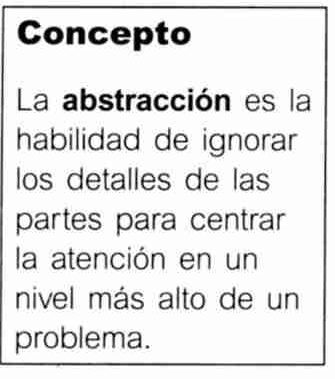 Concepto
La abstracción es la
habilidad de ignorar
los detalles de las
partes para centrar
la atención en un
nivel más alto de un
problema.